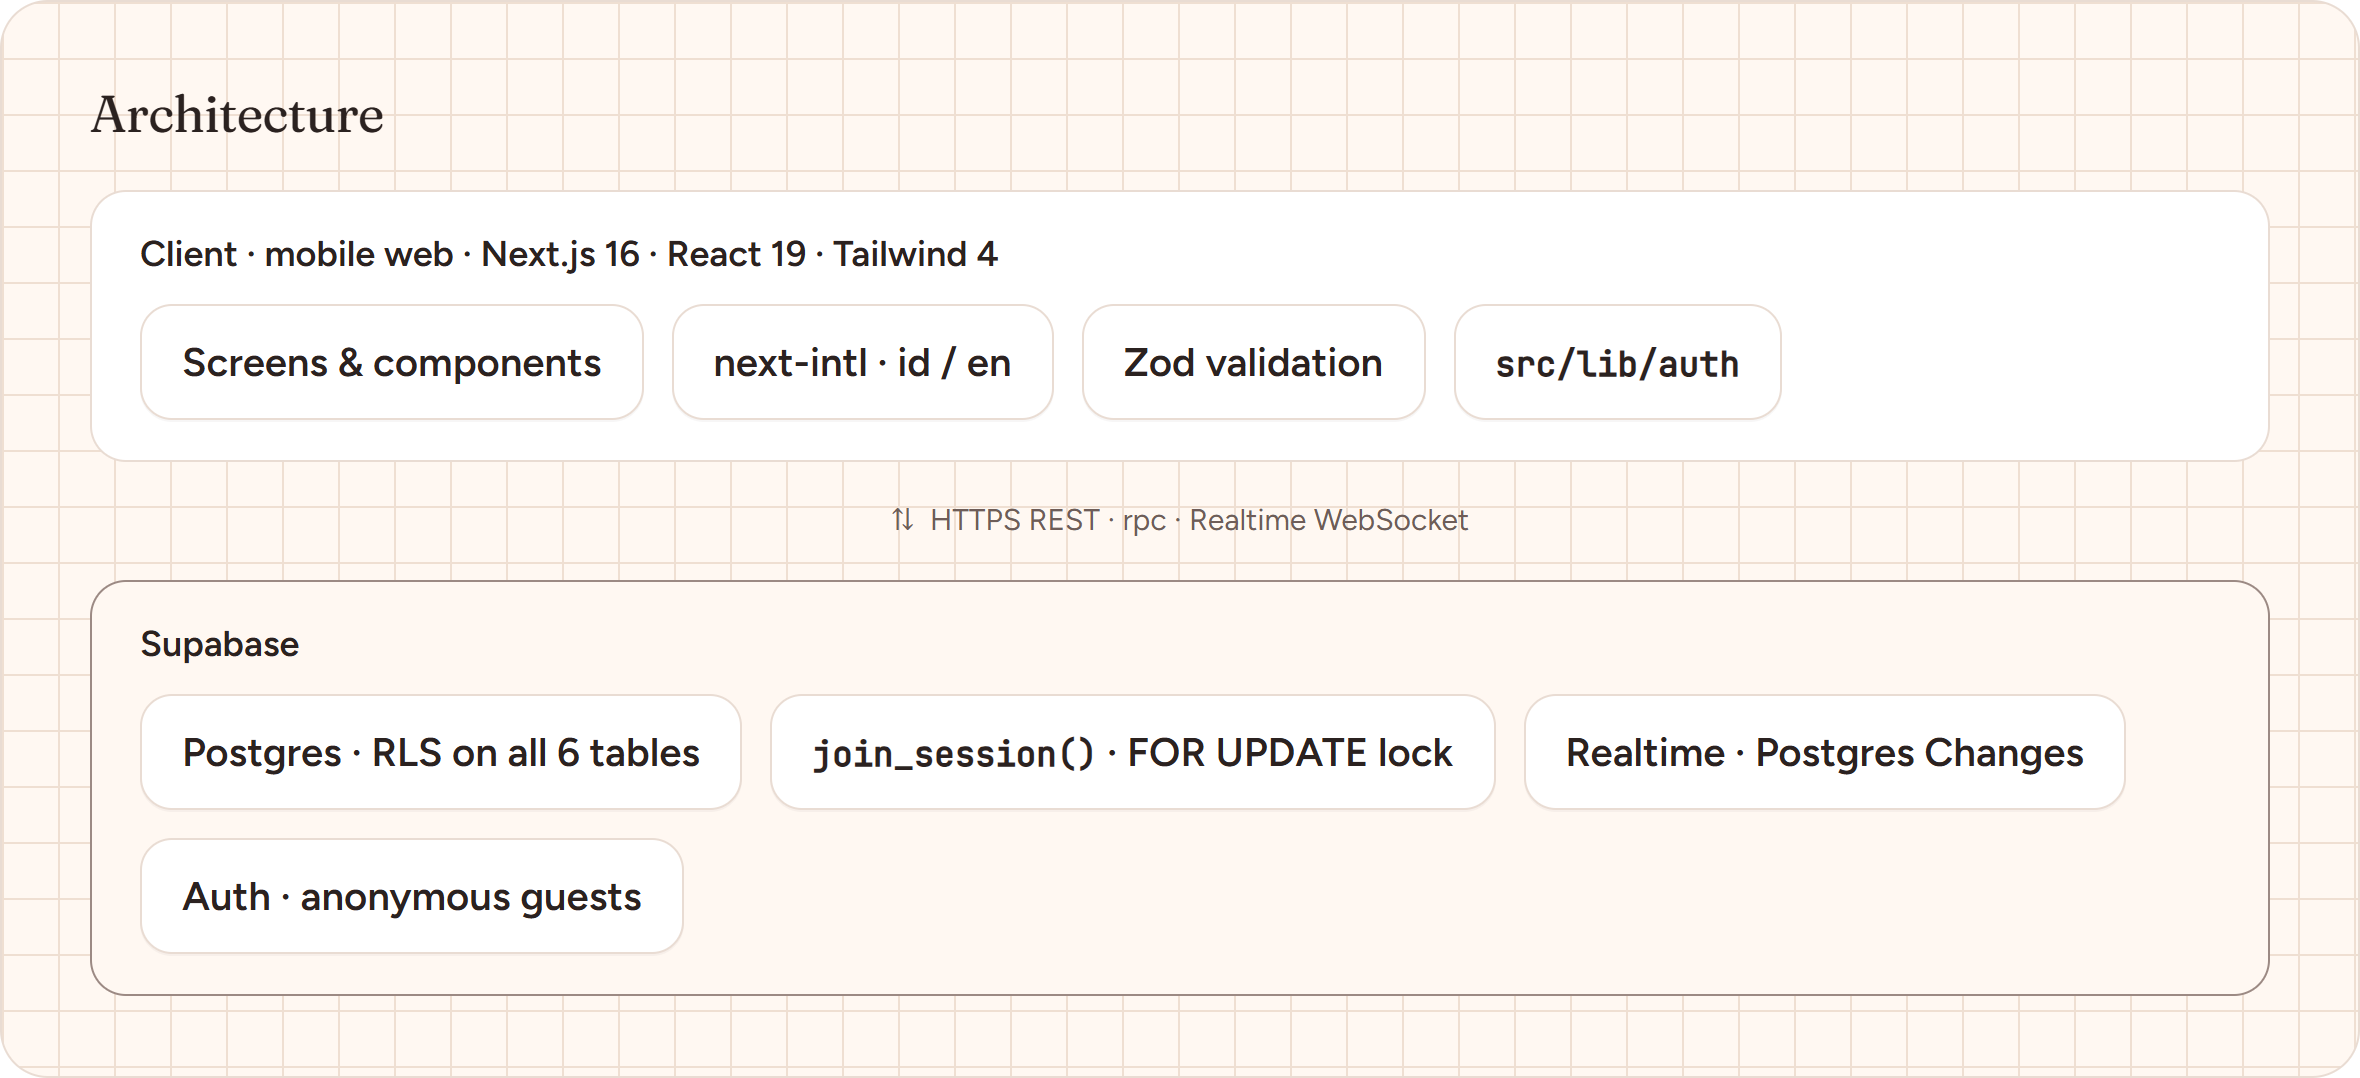 Architecture
Client · mobile web · Next.js 16 · React 19 · Tailwind 4
Screens & components
next-intl · id / en
Zod validation
src/lib/auth
⇅ HTTPS REST · rpc · Realtime WebSocket
Supabase
Postgres · RLS on all 6 tables
join_session() · FOR UPDATE lock
Realtime · Postgres Changes
Auth · anonymous guests